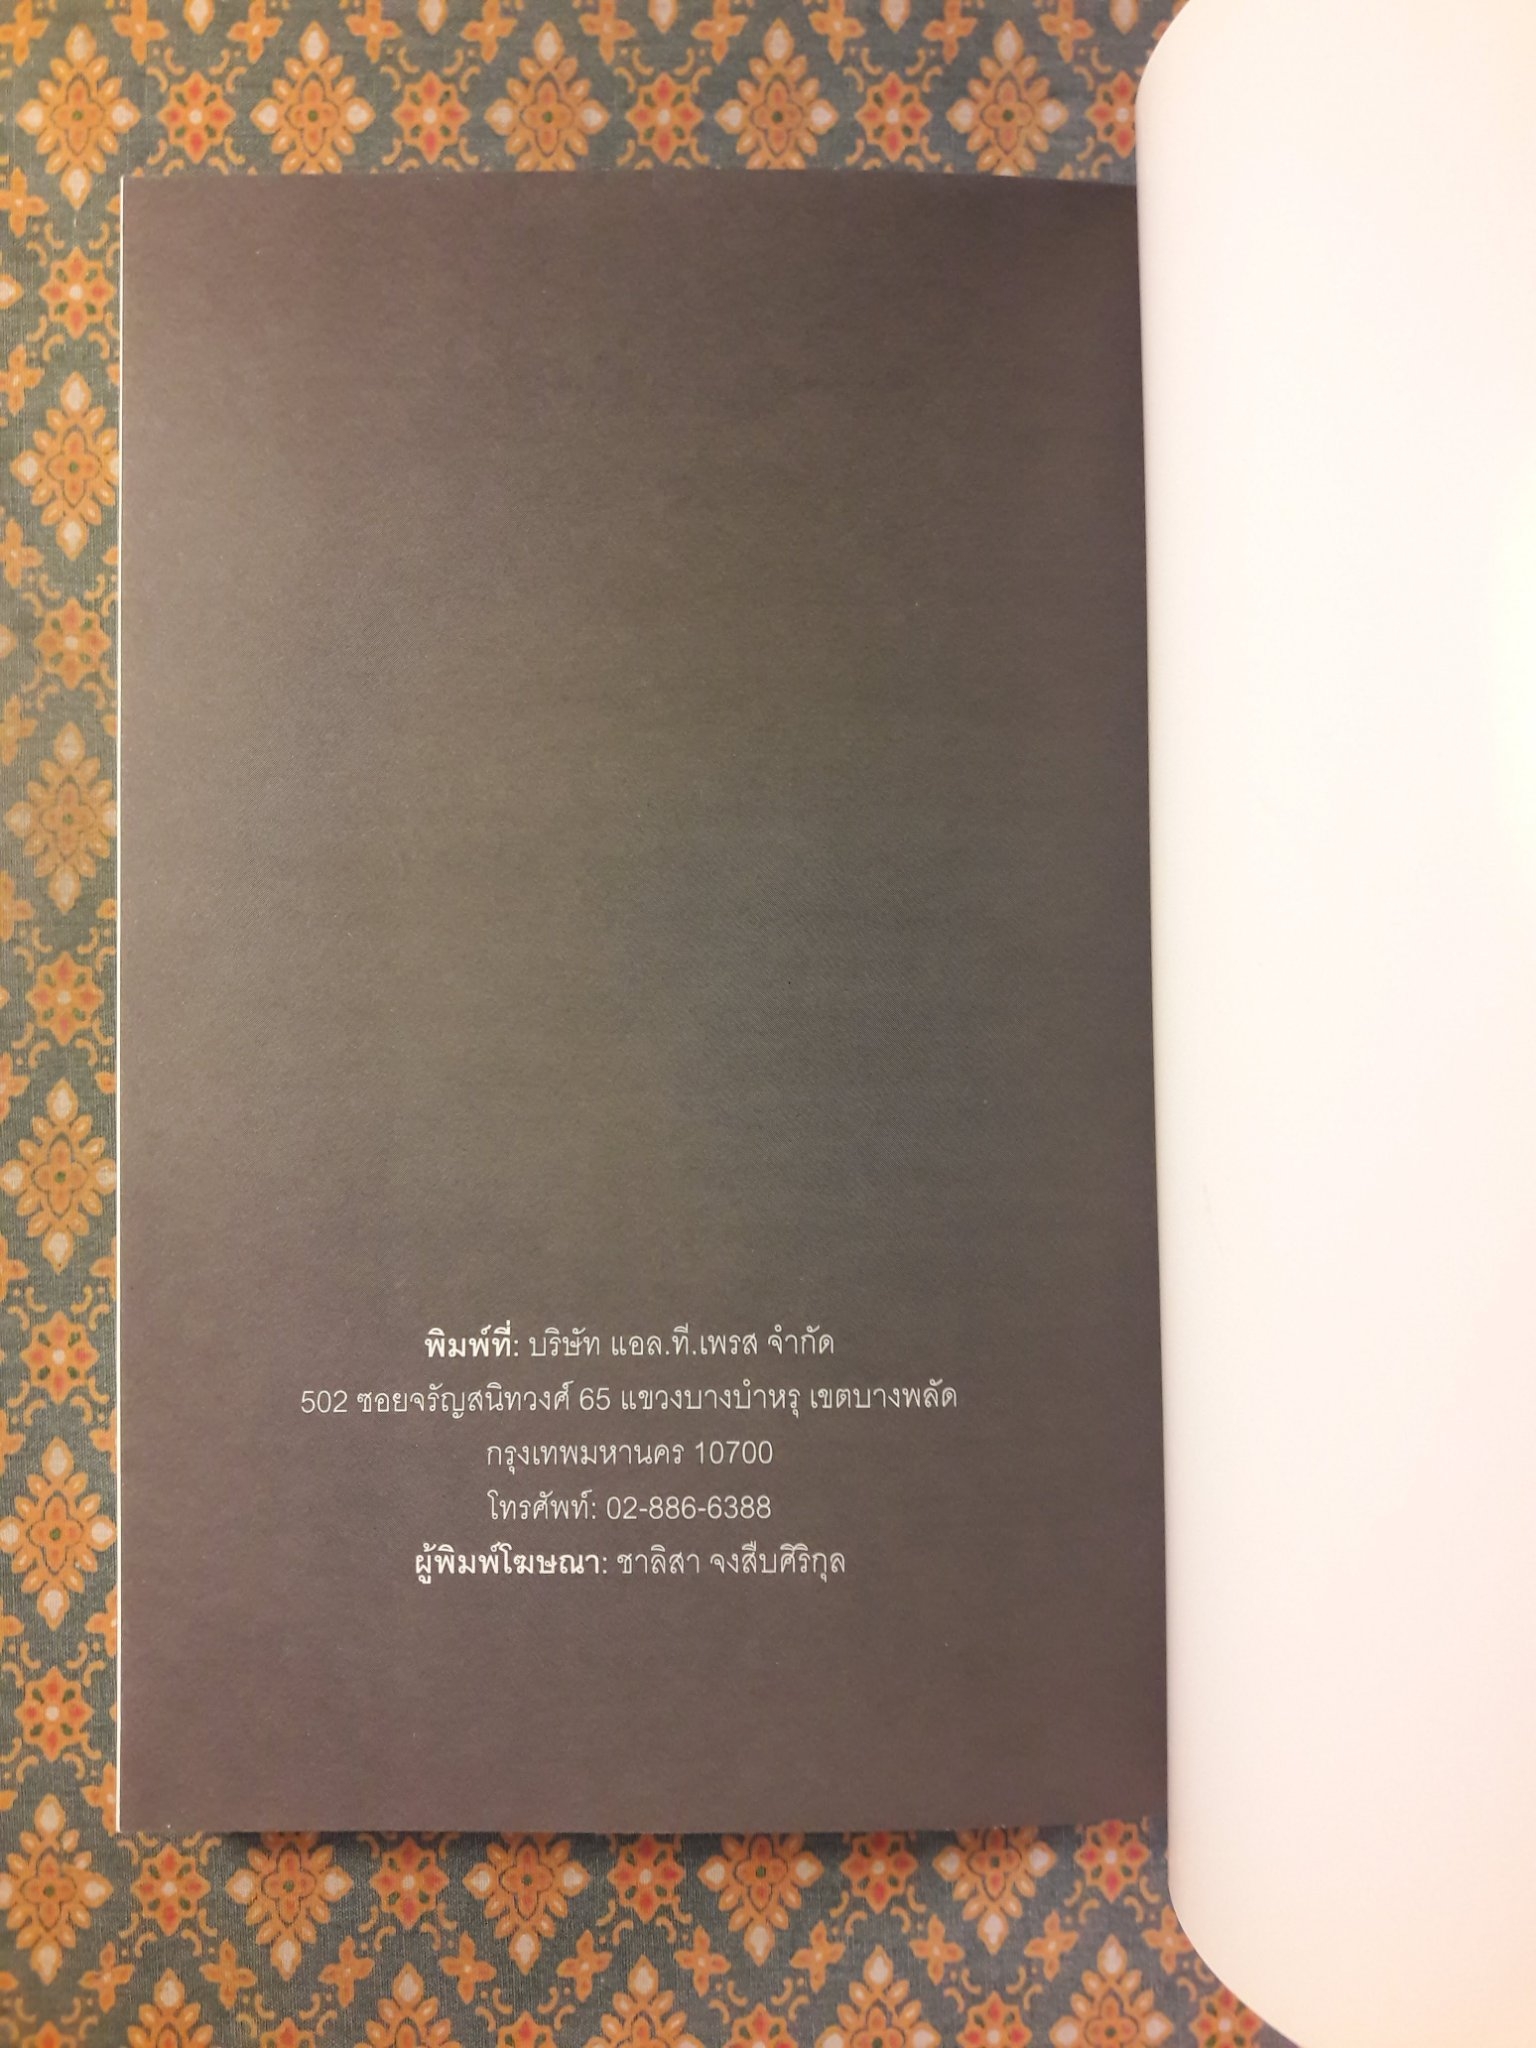 พิมพ์ที่: บริษัท แอล.ที.เพรส จำกัด
502 ซอยจรัญสนิทวงศ์ 65 แขวงบางบำหรุ เขตบางพลัด
กรุงเทพมหานคร 10700
โทรศัพท์: 02-886-6388
ผู้พิมพ์โฆษณา: ชาลิสา จงสืบศิริกุล